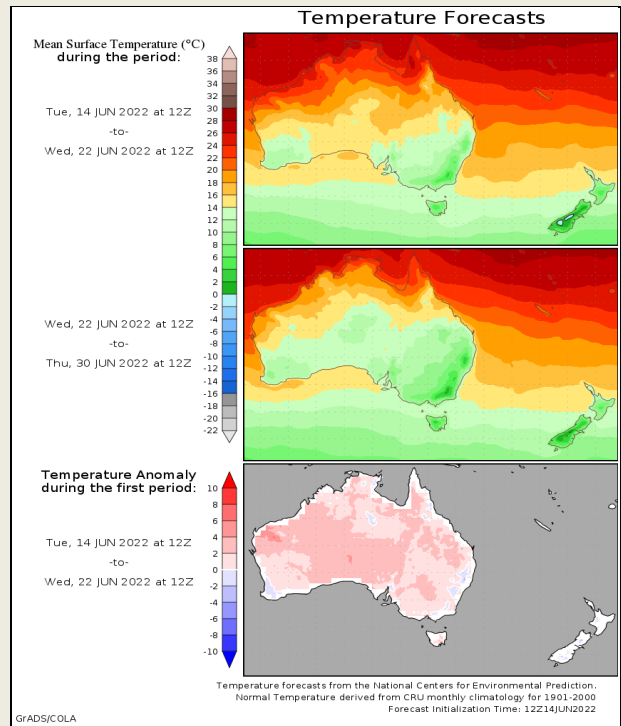 Temperature Forecasts
Mean Surface Temperature (°C)
during the period:
38
36
34
32
30
28
26
24
22
20
18
16
14
12
10
8
6
4
2
0
-2
-4
-6
-8
-10
-12
-14
-16
-18
-20
-22
Tue, 14 JUN 2022 at 12Z
-to-
Wed, 22 JUN 2022 at 12Z
Wed, 22 JUN 2022 at 12Z
-to-
Thu, 30 JUN 2022 at 12Z
Temperature Anomaly
during the first period:
10
8
6
4
2
0
-2
-4
-6
-8
-10
Tue, 14 JUN 2022 at 12Z
-to-
Wed, 22 JUN 2022 at 12Z
Temperature forecasts from the National Centers for Environmental Prediction.
Normal Temperature derived from CRU monthly climatology for 1901-2000
Forecast Initialization Time: 12Z14JUN2022
GrADS/COLA